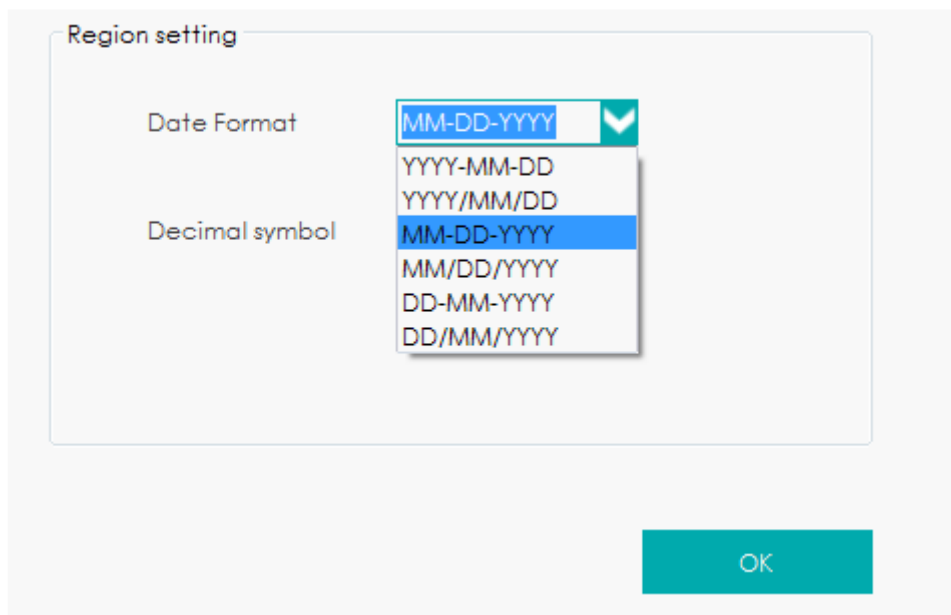 Region setting
Date Format
MM-DD-YYYY
YYYY-MM-DD
YYYY/MM/DD
Decimal symbol
MM-DD-YYYY
MM/DD/YYYY
DD-MM-YYYY
DD/MM/YYYY
OK